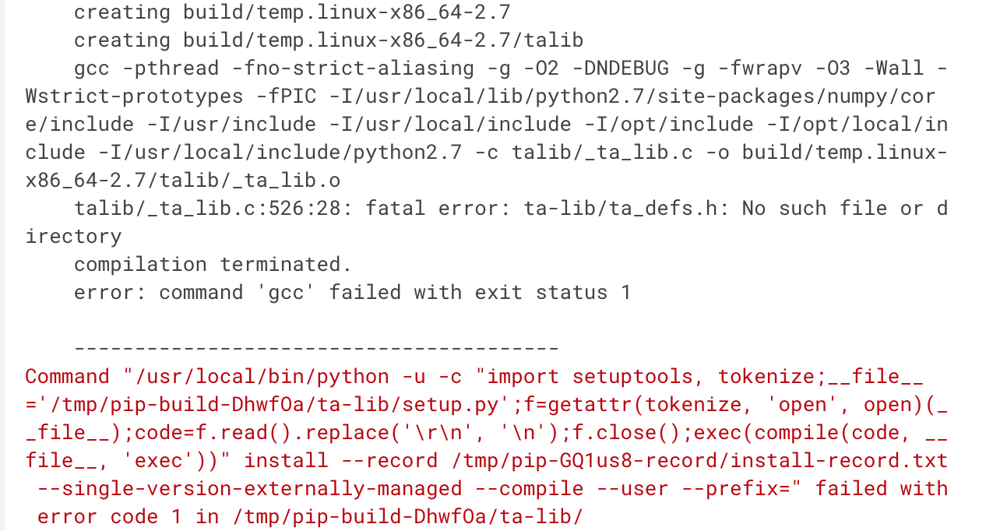 creating build/temp.linux-x86_64-2.7
creating build/temp.linux-x86_64-2.7/talib
gcc -pthread -fno-strict-aliasing -g -O2 -DNDEBUG -g -fwrapv -O3 -Wall -
Wstrict-prototypes -fPIC -I/usr/local/lib/python2.7/site-packages/numpy/cor
e/include -I/usr/include -I/usr/local/include -I/opt/include -I/opt/local/in
clude -I/usr/local/include/python2.7 -c talib/_ta_lib.c -o build/temp.linux-
x86_64-2.7/talib/_ta_lib.o
talib/_ta_lib.c:526:28: fatal error: ta-lib/ta_defs.h: No such file or d
irectory
compilation terminated.
error: command 'gcc' failed with exit status 1
----------------------------------------
Command "/usr/local/bin/python -u -c "import setuptools, tokenize;__file__
='/tmp/pip-build-DhwfOa/ta-lib/setup.py';f=getattr(tokenize, 'open', open)(_
_file__);code=f.read().replace('\r\n', '\n');f.close();exec(compile(code, __
file__, 'exec'))" install --record /tmp/pip-GQ1us8-record/install-record.txt
--single-version-externally-managed --compile --user --prefix=" failed with
error code 1 in /tmp/pip-build-DhwfOa/ta-lib/